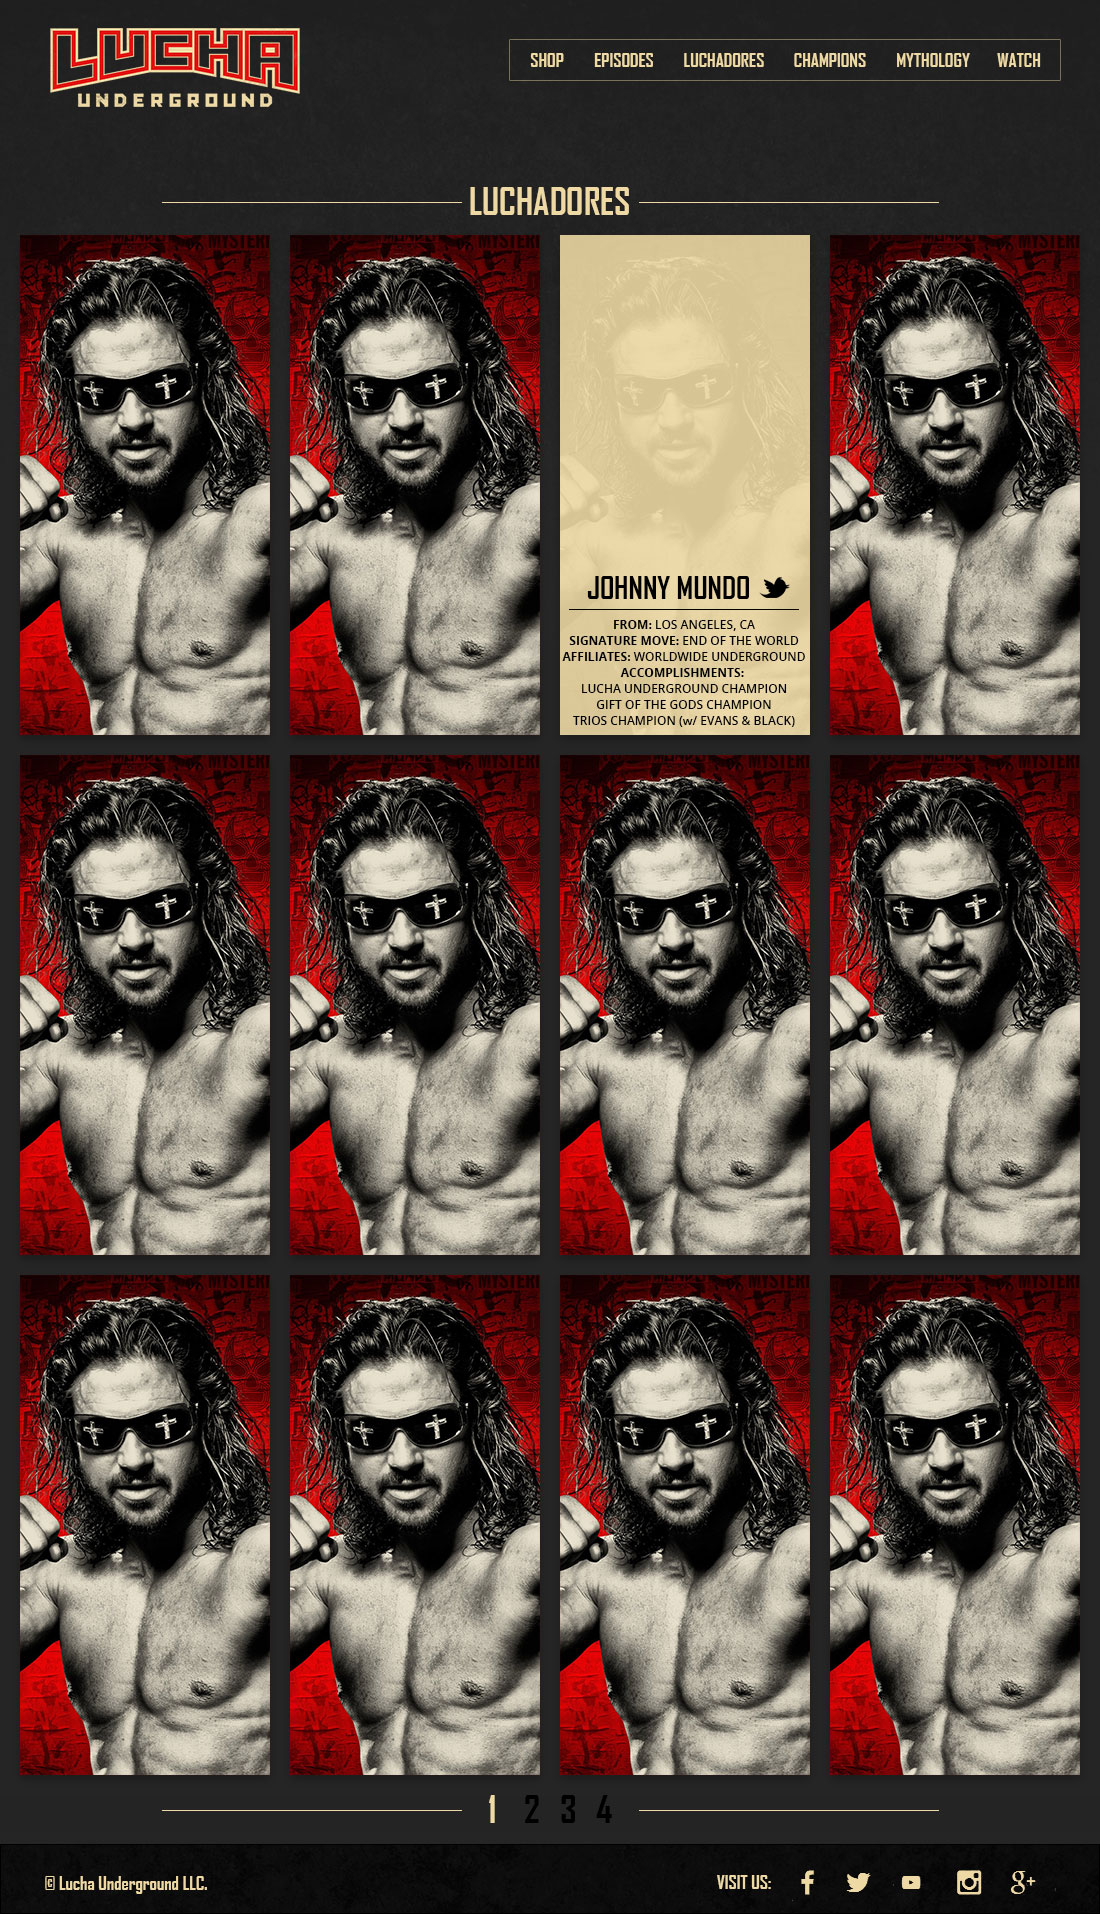 LUCHA
UNDERGROUND
SHOP EPISODES LUCHADORES CHAMPIONS MYTHOLOGY WATCH
LUCHADORES
JOHNNY MUNDO
FROM: LOS ANGELES, CA
SIGNATURE MOVE: END OF THE WORLD
AFFILIATES: WORLDWIDE UNDERGROUND
ACCOMPLISHMENTS:
LUCHA UNDERGROUND CHAMPION
GIFT OF THE GODS CHAMPION
TRIOS CHAMPION (w/ EVANS & BLACK)
1 2 3 4
© Lucha Underground LLC.
VISIT US: f g+